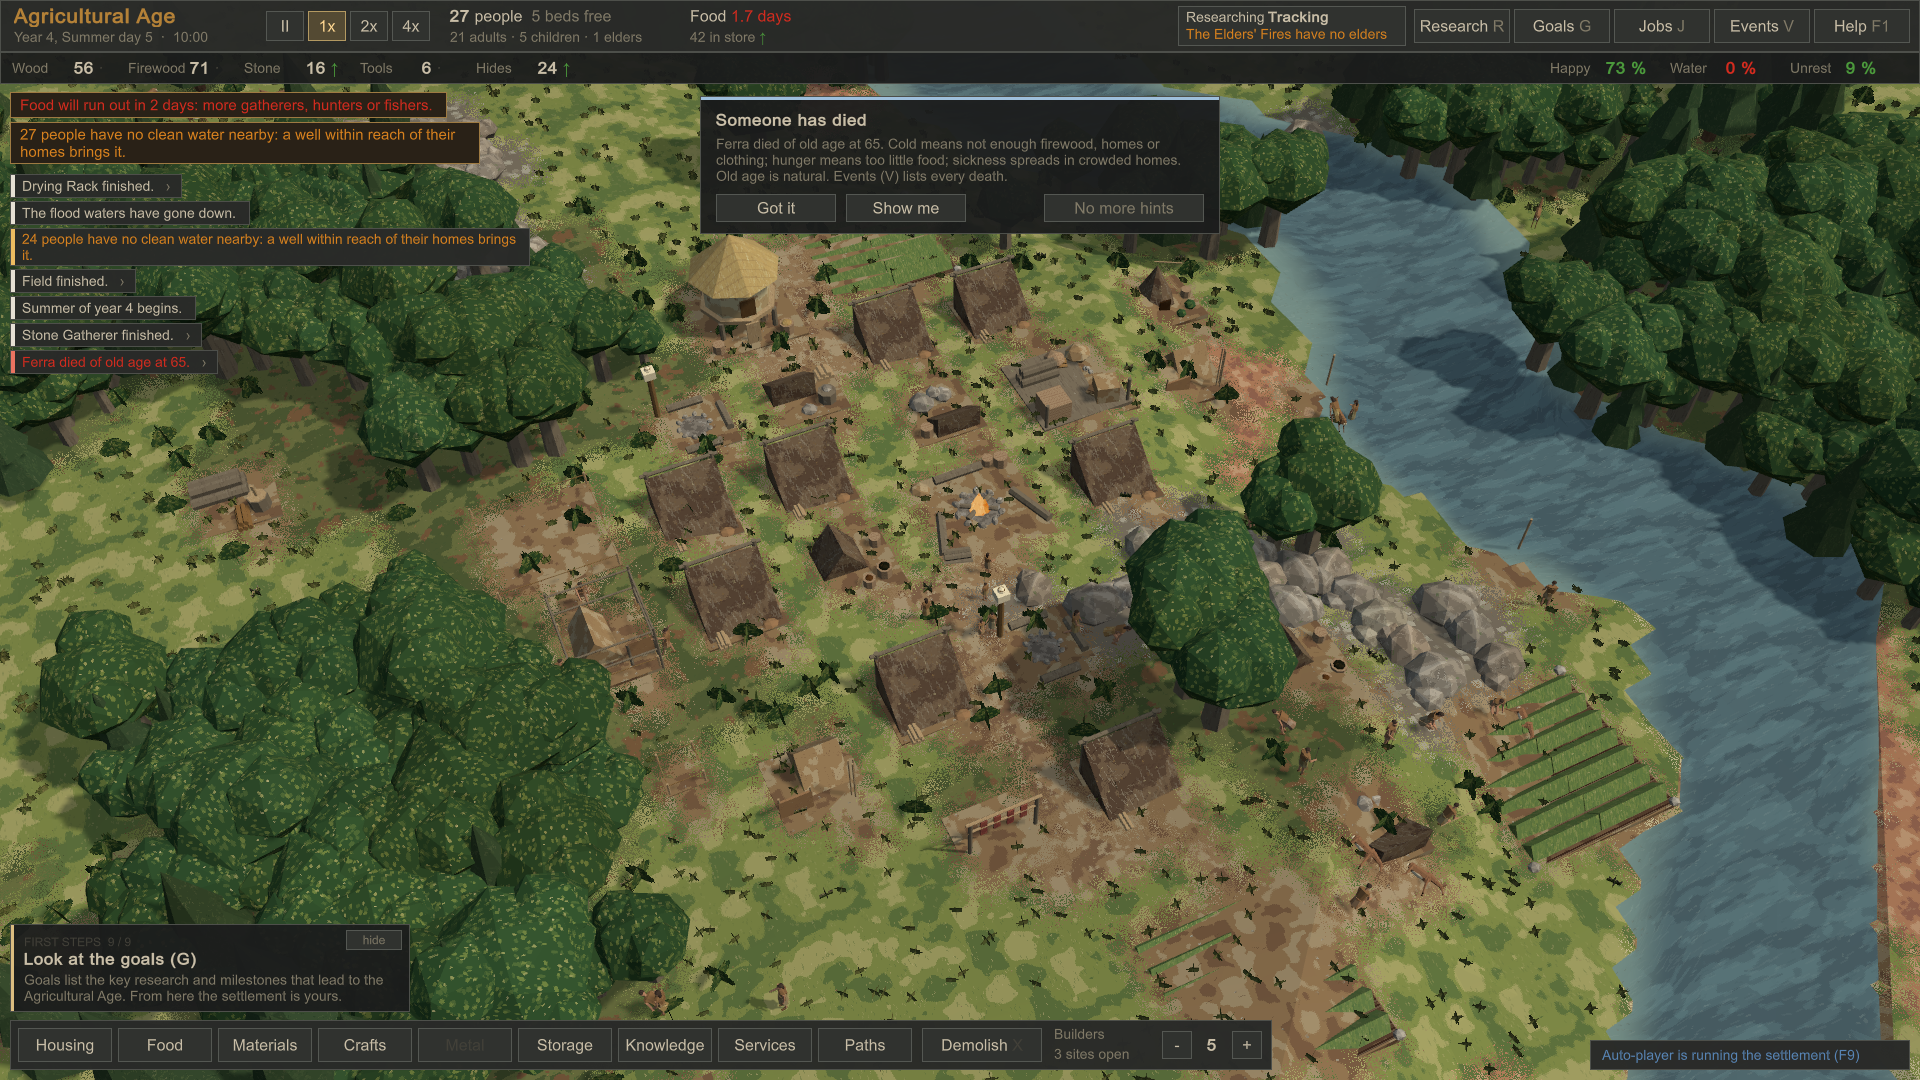 Agricultural Age
Year 4, Summer day 5 · 10:00
II 1x 2x 4x
27 people 5 beds free
21 adults · 5 children · 1 elders
Food 1.7 days
42 in store ↑
Researching Tracking
The Elders' Fires have no elders
Research R
Goals G
Jobs J
Events V
Help F1
Wood 56 Firewood 71 Stone 16 ↑ Tools 6 Hides 24 ↑
Happy 73 % Water 0 % Unrest 9 %
Food will run out in 2 days: more gatherers, hunters or fishers.
27 people have no clean water nearby: a well within reach of their
homes brings it.
Drying Rack finished. ›
The flood waters have gone down.
24 people have no clean water nearby: a well within reach of their homes brings
it.
Field finished. ›
Summer of year 4 begins.
Stone Gatherer finished. ›
Ferra died of old age at 65. ›
Someone has died
Ferra died of old age at 65. Cold means not enough firewood, homes or
clothing; hunger means too little food; sickness spreads in crowded homes.
Old age is natural. Events (V) lists every death.
Got it
Show me
No more hints
FIRST STEPS 9 / 9
hide
Look at the goals (G)
Goals list the key research and milestones that lead to the
Agricultural Age. From here the settlement is yours.
Housing
Food
Materials
Crafts
Metal
Storage
Knowledge
Services
Paths
Demolish X
Builders
3 sites open
- 5 +
Auto-player is running the settlement (F9)